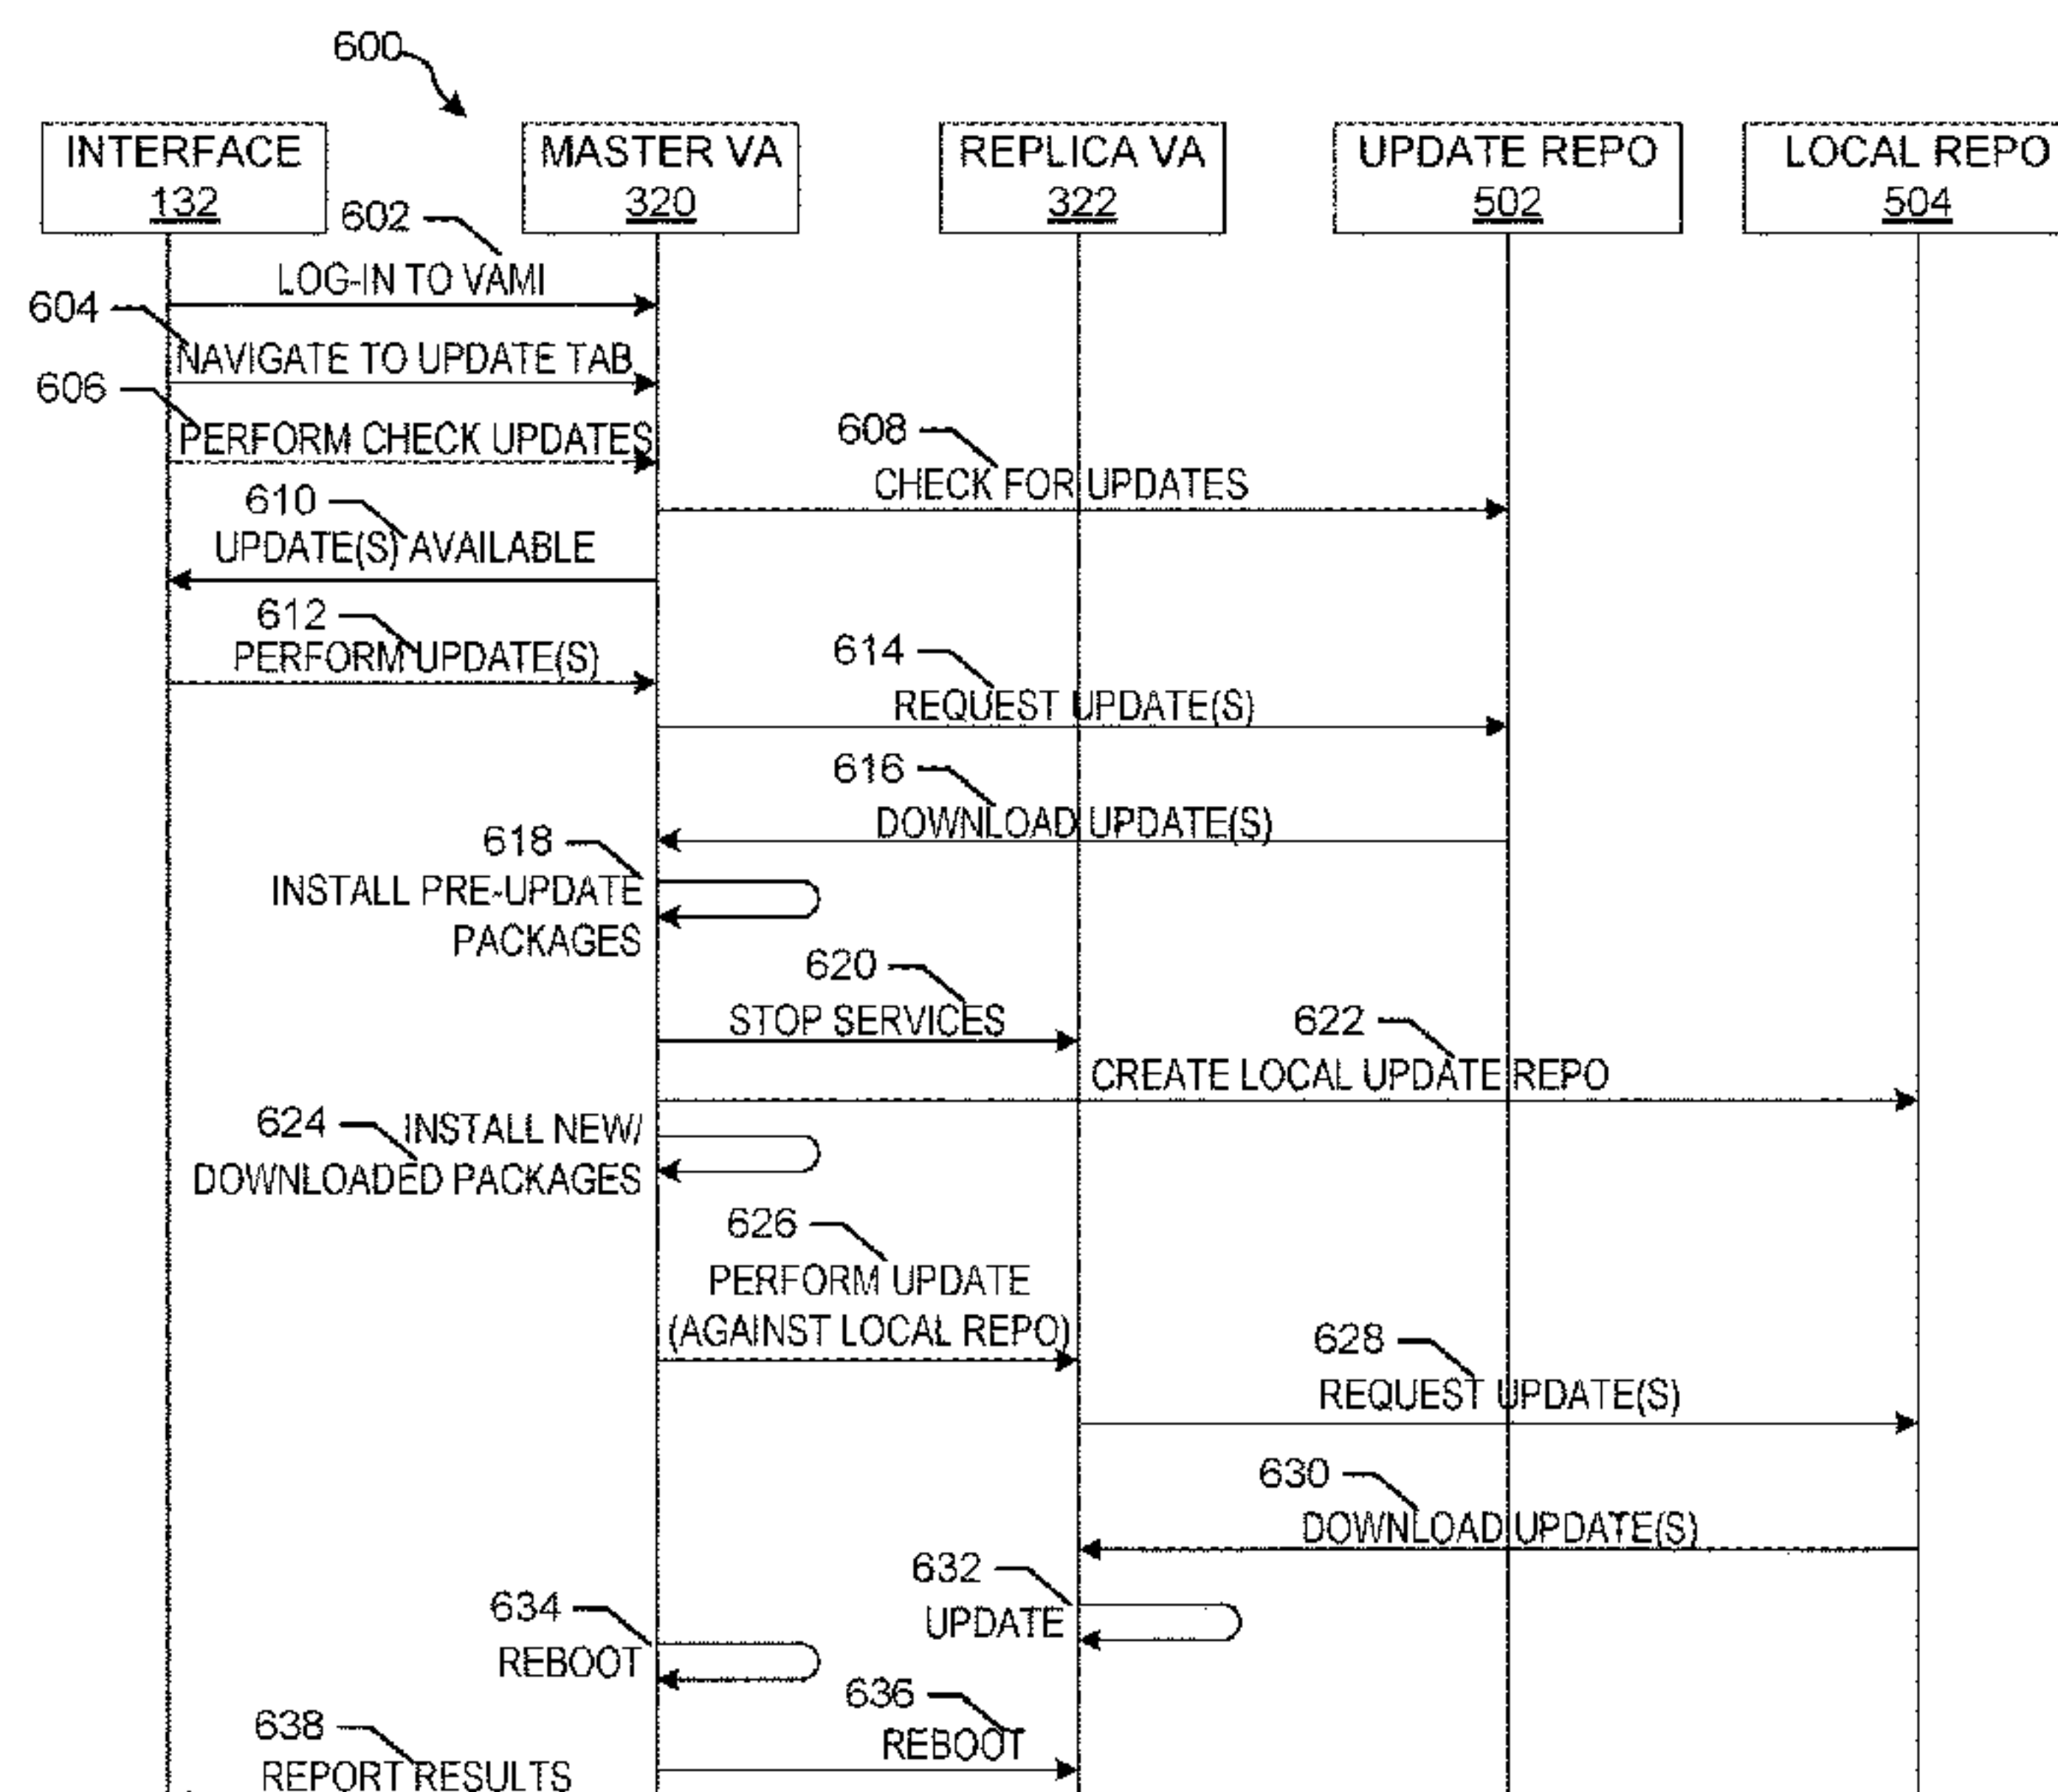 600
INTERFACE
132
MASTER VA
320
REPLICA VA
322
UPDATE REPO
502
LOCAL REPO
504
602
LOG-IN TO VAMI
604
NAVIGATE TO UPDATE TAB
606
PERFORM CHECK UPDATES
608
CHECK FOR UPDATES
610
UPDATE(S) AVAILABLE
612
PERFORM UPDATE(S)
614
REQUEST UPDATE(S)
616
DOWNLOAD UPDATE(S)
618
INSTALL PRE-UPDATE
PACKAGES
620
STOP SERVICES
622
CREATE LOCAL UPDATE REPO
624
INSTALL NEW/
DOWNLOADED PACKAGES
626
PERFORM UPDATE
(AGAINST LOCAL REPO)
628
REQUEST UPDATE(S)
630
DOWNLOAD UPDATE(S)
632
UPDATE
634
REBOOT
636
REBOOT
638
REPORT RESULTS